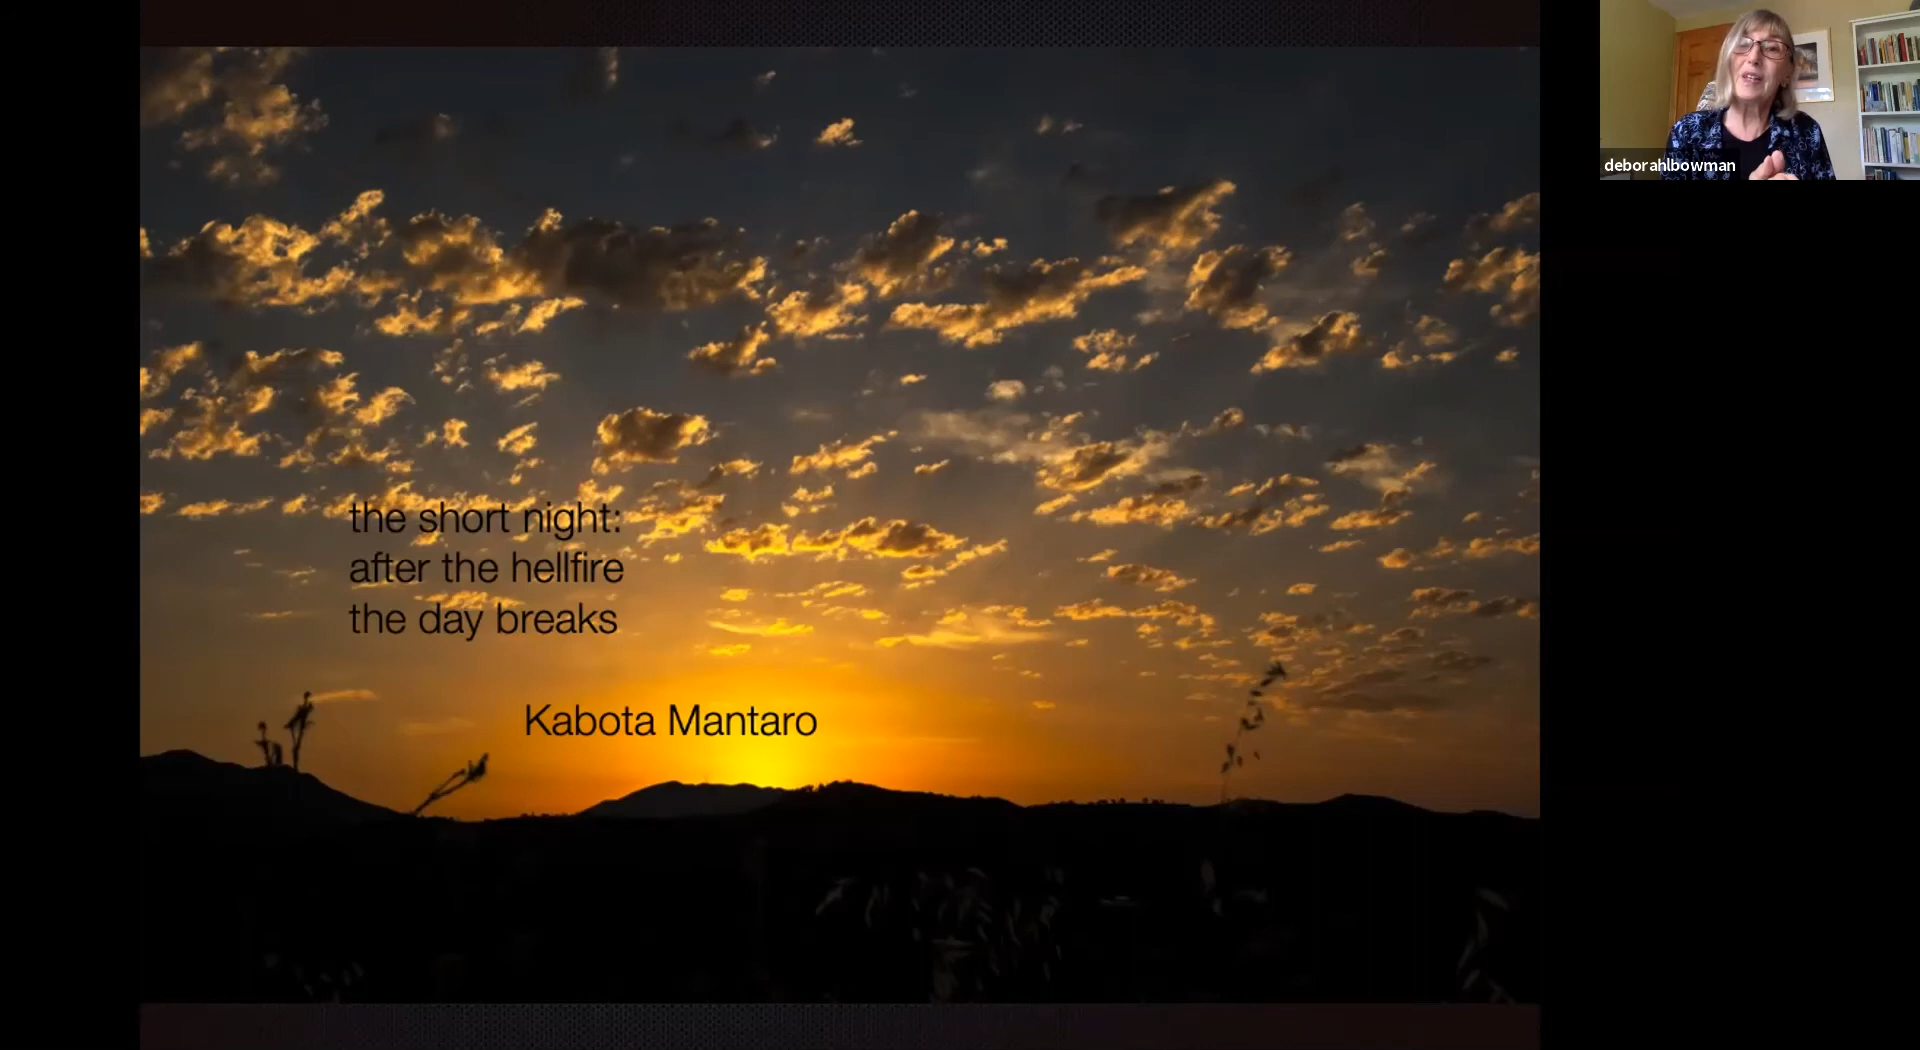 the short night:
after the hellfire
the day breaks
Kabota Mantaro
deborahlbowman